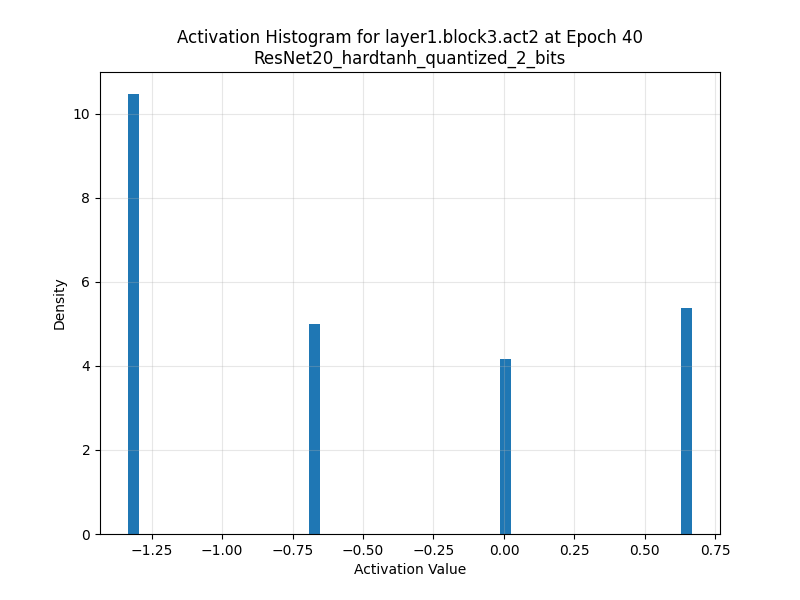 Activation Histogram for layer1.block3.act2 at Epoch 40
ResNet20_hardtanh_quantized_2_bits
Density
10
8
6
4
2
0
−1.25 −1.00 −0.75 −0.50 −0.25 0.00 0.25 0.50 0.75
Activation Value